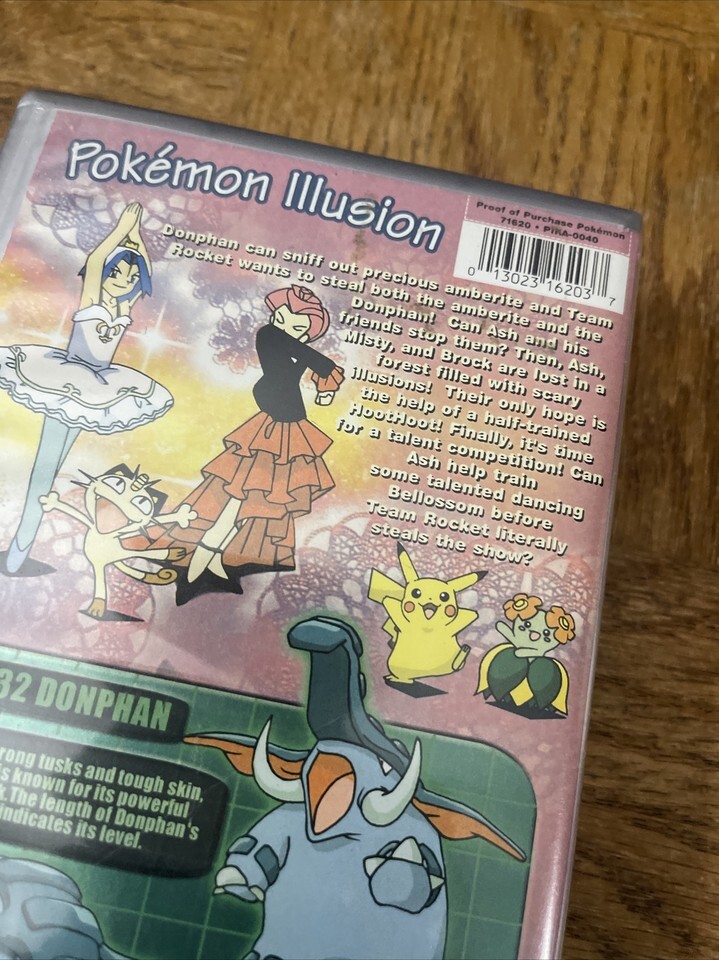 Pokémon Illusion
Proof of Purchase Pokémon
71620 • PIKA-0040
0 13023 16203 7
Donphan can sniff out precious amberite and Team
Rocket wants to steal both the amberite and the
Donphan! Can Ash and his
friends stop them? Then, Ash,
Misty, and Brock are lost in a
forest filled with scary
illusions! Their only hope is
the help of a half-trained
HootHoot! Finally, it's time
for a talent competition! Can
Ash help train
some talented dancing
Bellossom before
Team Rocket literally
steals the show?
32 DONPHAN
rong tusks and tough skin,
s known for its powerful
k. The length of Donphan's
indicates its level.